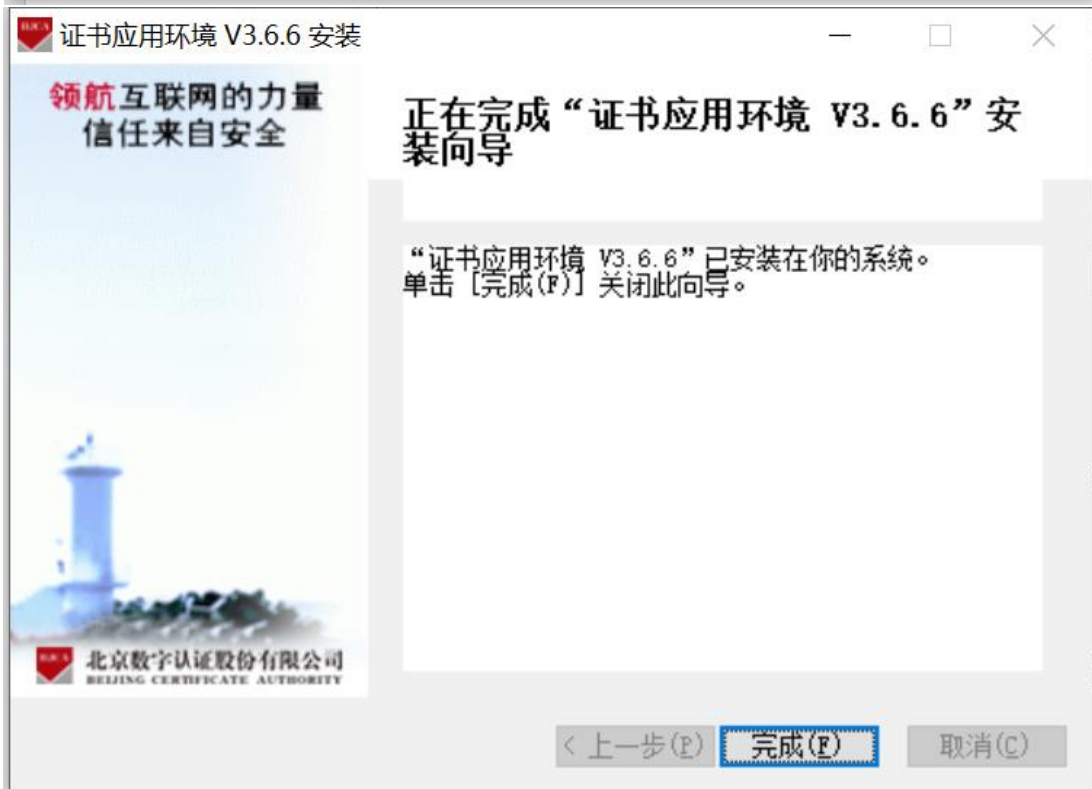 BJCA 证书应用环境 V3.6.6 安装
领航互联网的力量
信任来自安全
正在完成“证书应用环境 V3.6.6”安
装向导
“证书应用环境 V3.6.6”已安装在你的系统。
单击 [完成(F)] 关闭此向导。
BJCA 北京数字认证股份有限公司
BEIJING CERTIFICATE AUTHORITY
< 上一步(P)
完成(F)
取消(C)